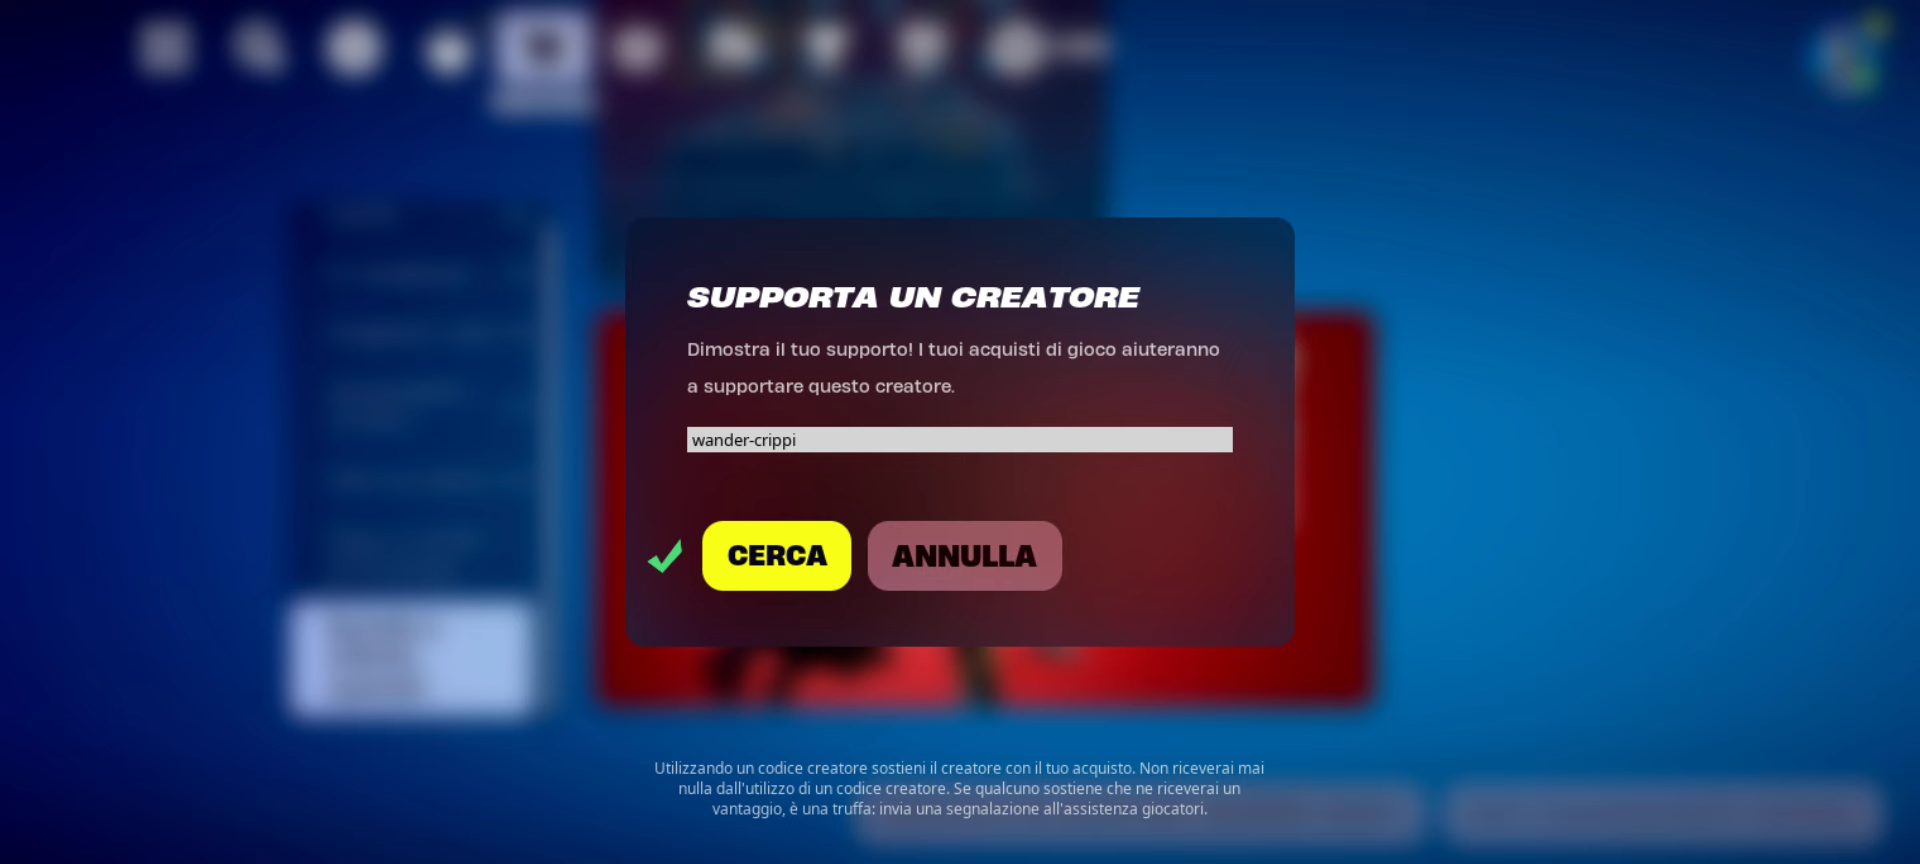 SUPPORTA UN CREATORE
Dimostra il tuo supporto! I tuoi acquisti di gioco aiuteranno
a supportare questo creatore.
wander-crippi
CERCA
ANNULLA
Utilizzando un codice creatore sostieni il creatore con il tuo acquisto. Non riceverai mai
nulla dall'utilizzo di un codice creatore. Se qualcuno sostiene che ne riceverai un
vantaggio, è una truffa: invia una segnalazione all'assistenza giocatori.